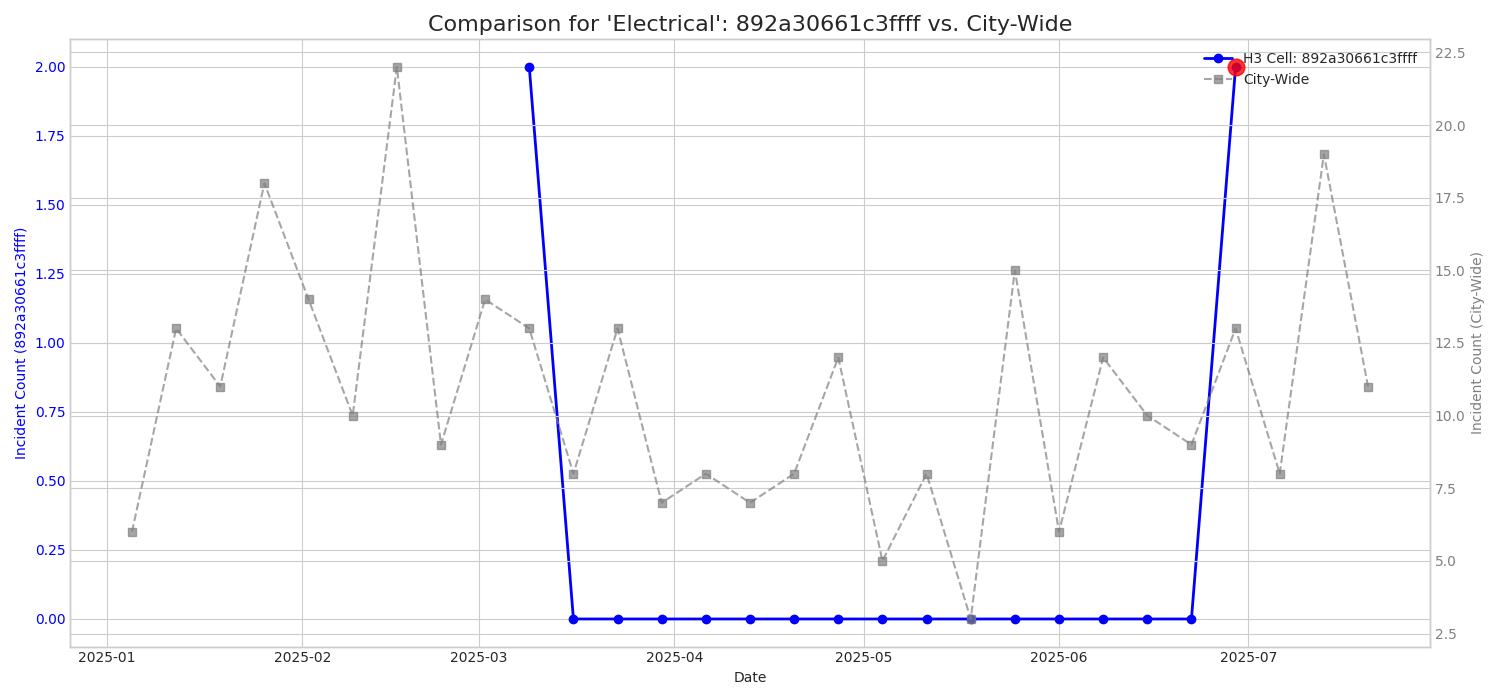 Comparison for 'Electrical': 892a30661c3ffff vs. City-Wide
H3 Cell: 892a30661c3ffff
City-Wide
Incident Count (892a30661c3ffff)
2.00
1.75
1.50
1.25
1.00
0.75
0.50
0.25
0.00
22.5
20.0
17.5
15.0
12.5
10.0
7.5
5.0
2.5
Incident Count (City-Wide)
2025-01 2025-02 2025-03 2025-04 2025-05 2025-06 2025-07
Date